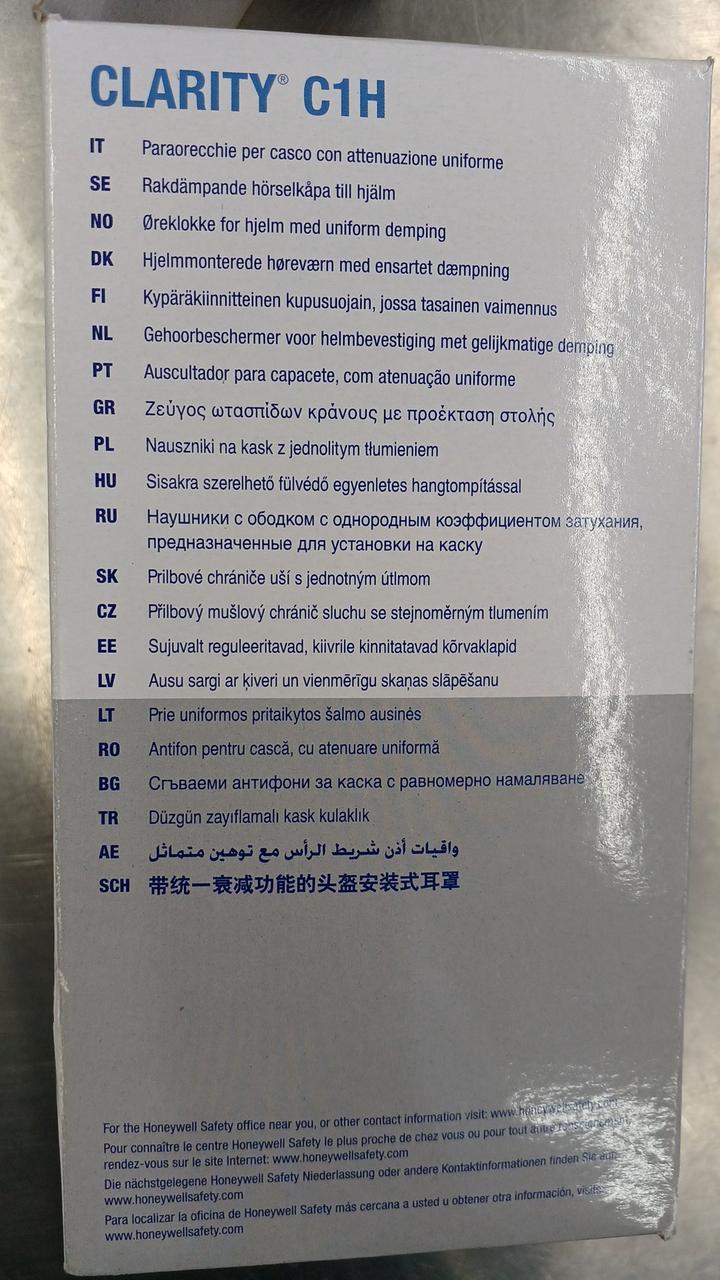 CLARITY® C1H
IT Paraorecchie per casco con attenuazione uniforme
SE Rakdämpande hörselkåpa till hjälm
NO Øreklokke for hjelm med uniform demping
DK Hjelmmonterede høreværn med ensartet dæmpning
FI Kypäräkiinnitteinen kupusuojain, jossa tasainen vaimennus
NL Gehoorbeschermer voor helmbevestiging met gelijkmatige demping
PT Auscultador para capacete, com atenuação uniforme
GR Ζεύγος ωτασπίδων κράνους με προέκταση στολής
PL Nauszniki na kask z jednolitym tłumieniem
HU Sisakra szerelhető fülvédő egyenletes hangtompítással
RU Наушники с ободком с однородным коэффициентом затухания,
предназначенные для установки на каску
SK Prilbové chrániče uší s jednotným útlmom
CZ Přilbový mušlový chránič sluchu se stejnoměrným tlumením
EE Sujuvalt reguleeritavad, kiivrile kinnitatavad kõrvaklapid
LV Ausu sargi ar ķiveri un vienmērīgu skaņas slāpēšanu
LT Prie uniformos pritaikytos šalmo ausinės
RO Antifon pentru cască, cu atenuare uniformă
BG Сгъваеми антифони за каска с равномерно намаляване
TR Düzgün zayıflamalı kask kulaklık
AE واقيات أذن شريط الرأس مع توهين متماثل
SCH 带统一衰减功能的头盔安装式耳罩
For the Honeywell Safety office near you, or other contact information visit: www.honeywellsafety.com
Pour connaître le centre Honeywell Safety le plus proche de chez vous ou pour tout autre renseignement,
rendez-vous sur le site Internet: www.honeywellsafety.com
Die nächstgelegene Honeywell Safety Niederlassung oder andere Kontaktinformationen finden Sie
www.honeywellsafety.com
Para localizar la oficina de Honeywell Safety más cercana a usted u obtener otra información,
www.honeywellsafety.com